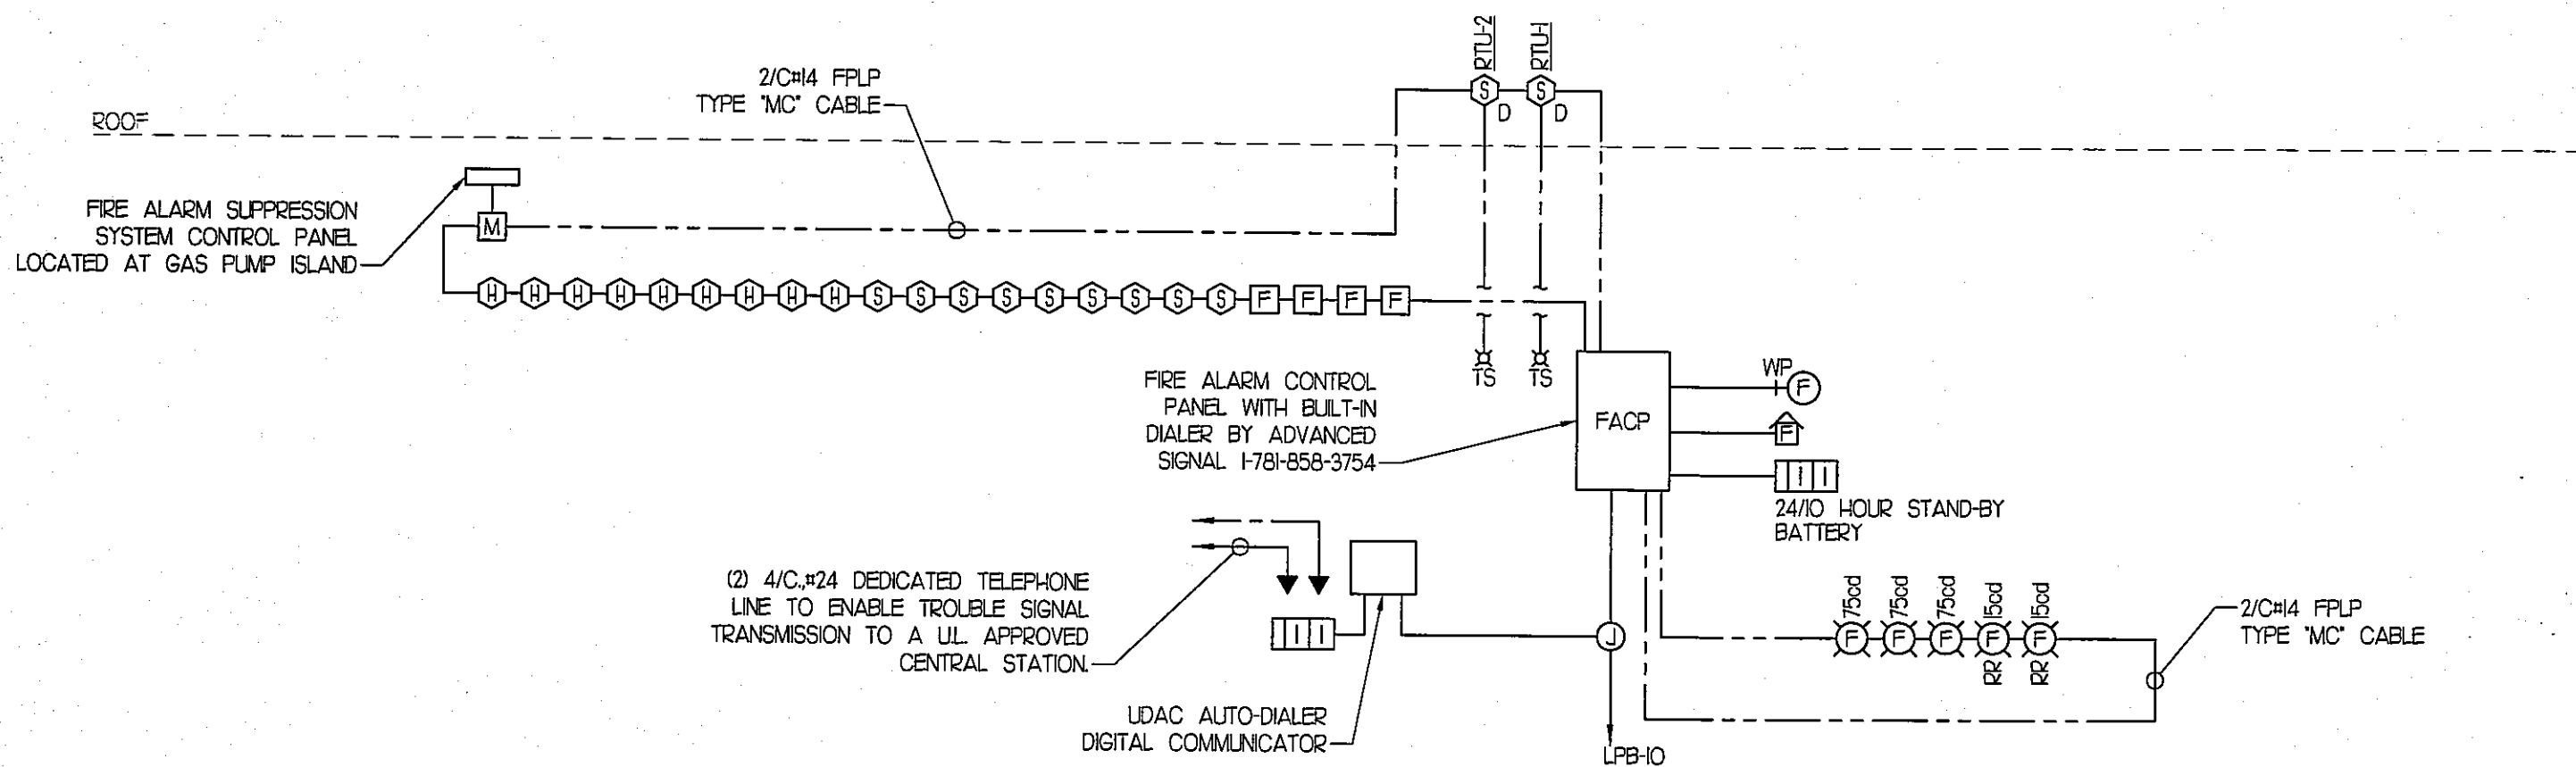 RTU-2
RTU-1
2/C#14 FPLP
TYPE "MC" CABLE
S
S
D
D
ROOF
FIRE ALARM SUPPRESSION
SYSTEM CONTROL PANEL
LOCATED AT GAS PUMP ISLAND
M
H H H H H H H H H S S S S S S S S S F F F F
TS
TS
FIRE ALARM CONTROL
PANEL WITH BUILT-IN
DIALER BY ADVANCED
SIGNAL 1-781-858-3754
FACP
WP
F
F
24/10 HOUR STAND-BY
BATTERY
(2) 4/C.,#24 DEDICATED TELEPHONE
LINE TO ENABLE TROUBLE SIGNAL
TRANSMISSION TO A U.L. APPROVED
CENTRAL STATION.
J
75cd
75cd
75cd
15cd
15cd
F F F F F
RR
RR
2/C#14 FPLP
TYPE "MC" CABLE
UDAC AUTO-DIALER
DIGITAL COMMUNICATOR
LPB-10